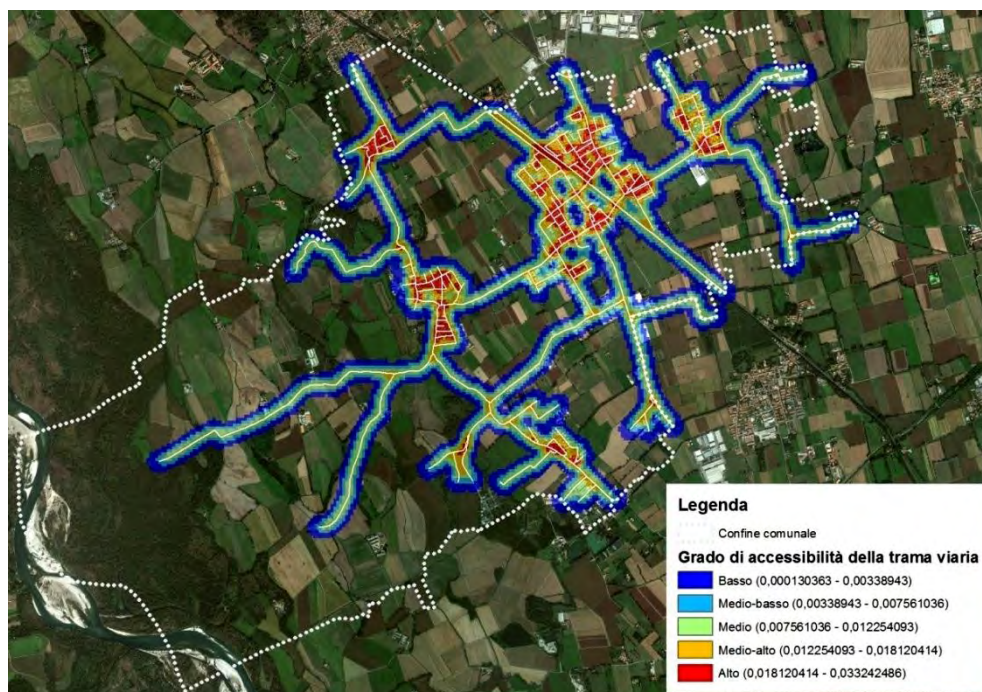 Legenda
Confine comunale
Grado di accessibilità della trama viaria
Basso (0,000130363 - 0,00338943)
Medio-basso (0,00338943 - 0,007561036)
Medio (0,007561036 - 0,012254093)
Medio-alto (0,012254093 - 0,018120414)
Alto (0,018120414 - 0,033242486)